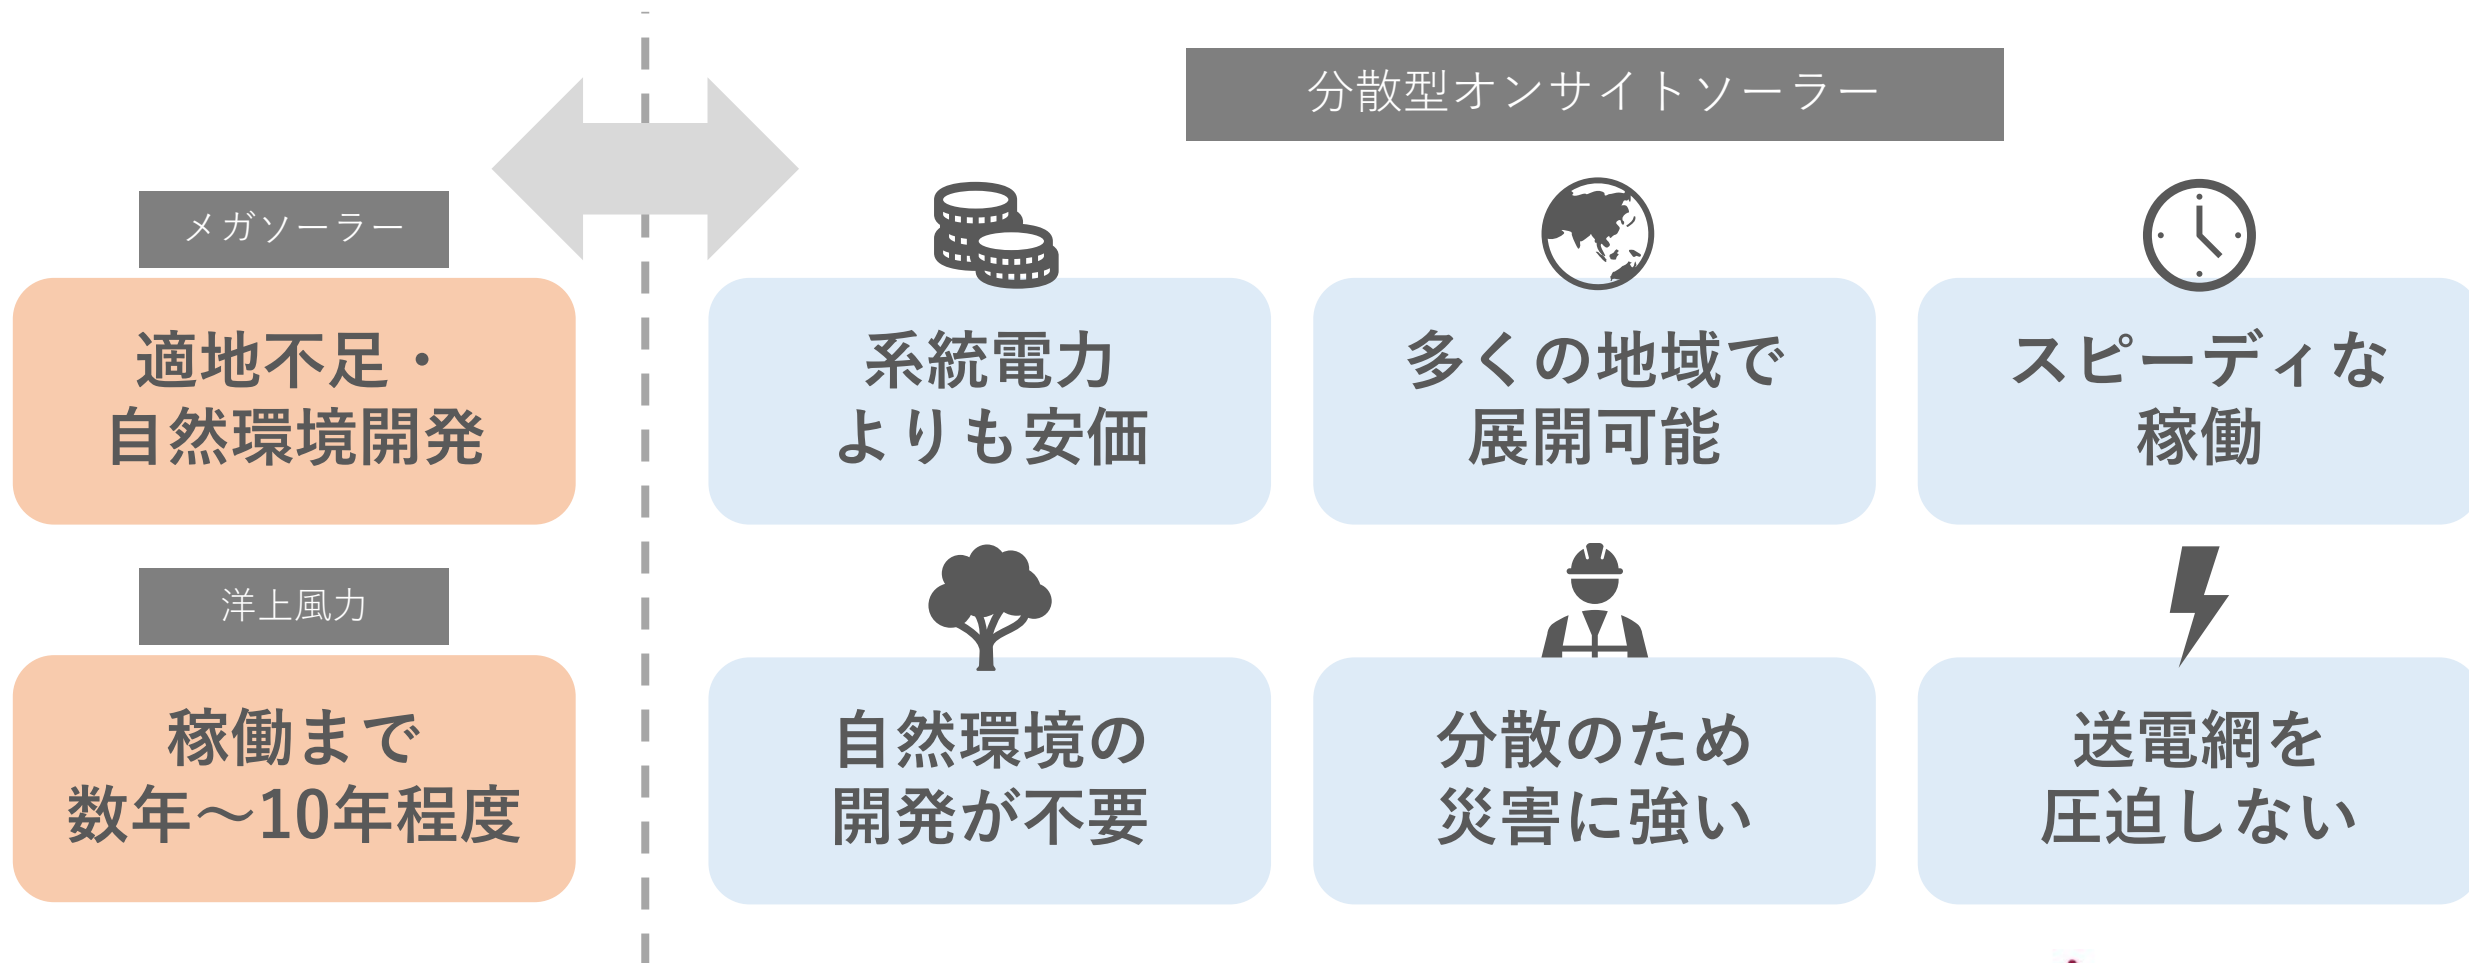 メガソーラー
適地不足・
自然環境開発
洋上風力
稼働まで
数年～10年程度
分散型オンサイトソーラー
系統電力
よりも安価
多くの地域で
展開可能
スピーディな
稼働
自然環境の
開発が不要
分散のため
災害に強い
送電網を
圧迫しない